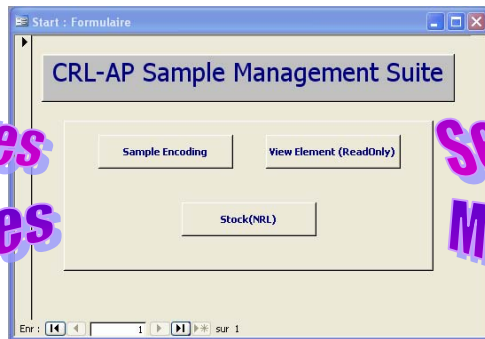 Start : Formulaire
CRL-AP Sample Management Suite
Sample Encoding
View Element (ReadOnly)
Stock(NRL)
Enr :
1
sur 1